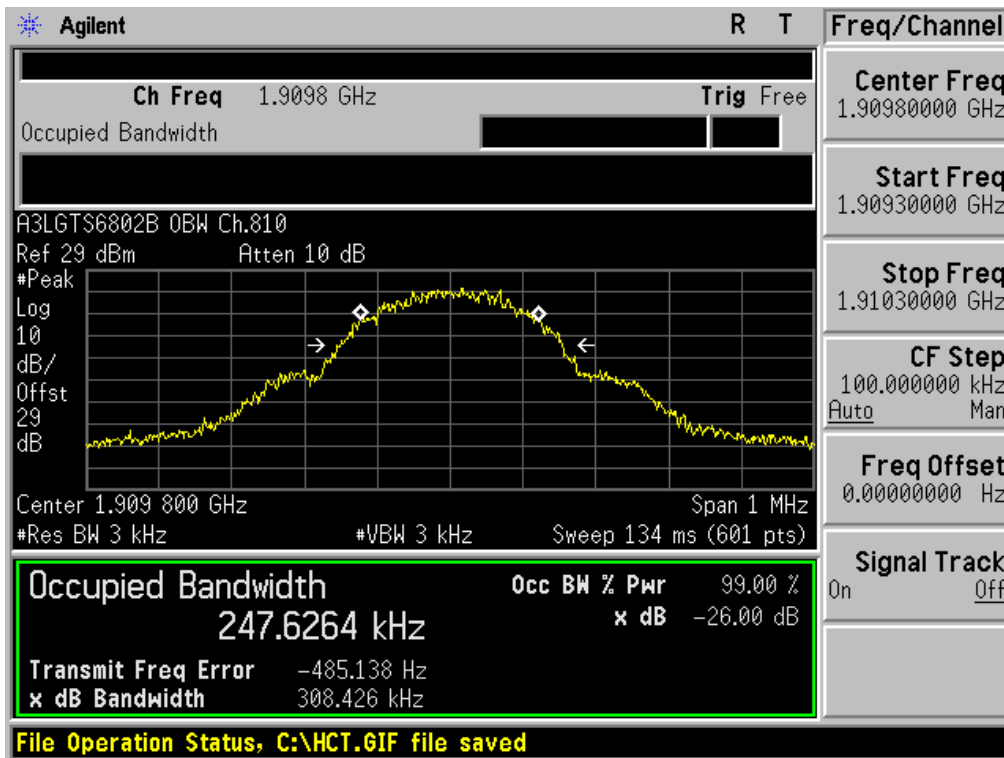 Agilent R T
Freq/Channel
Ch Freq 1.9098 GHz Trig Free
Occupied Bandwidth
Center Freq
1.90980000 GHz
Start Freq
1.90930000 GHz
Stop Freq
1.91030000 GHz
CF Step
100.000000 kHz
Auto Man
Freq Offset
0.00000000 Hz
Signal Track
On Off
A3LGTS6802B OBW Ch.810
Ref 29 dBm Atten 10 dB
#Peak
Log
10
dB/
Offst
29
dB
Center 1.909 800 GHz Span 1 MHz
#Res BW 3 kHz #VBW 3 kHz Sweep 134 ms (601 pts)
Occupied Bandwidth Occ BW % Pwr 99.00 %
247.6264 kHz x dB -26.00 dB
Transmit Freq Error -485.138 Hz
x dB Bandwidth 308.426 kHz
File Operation Status, C:\HCT.GIF file saved